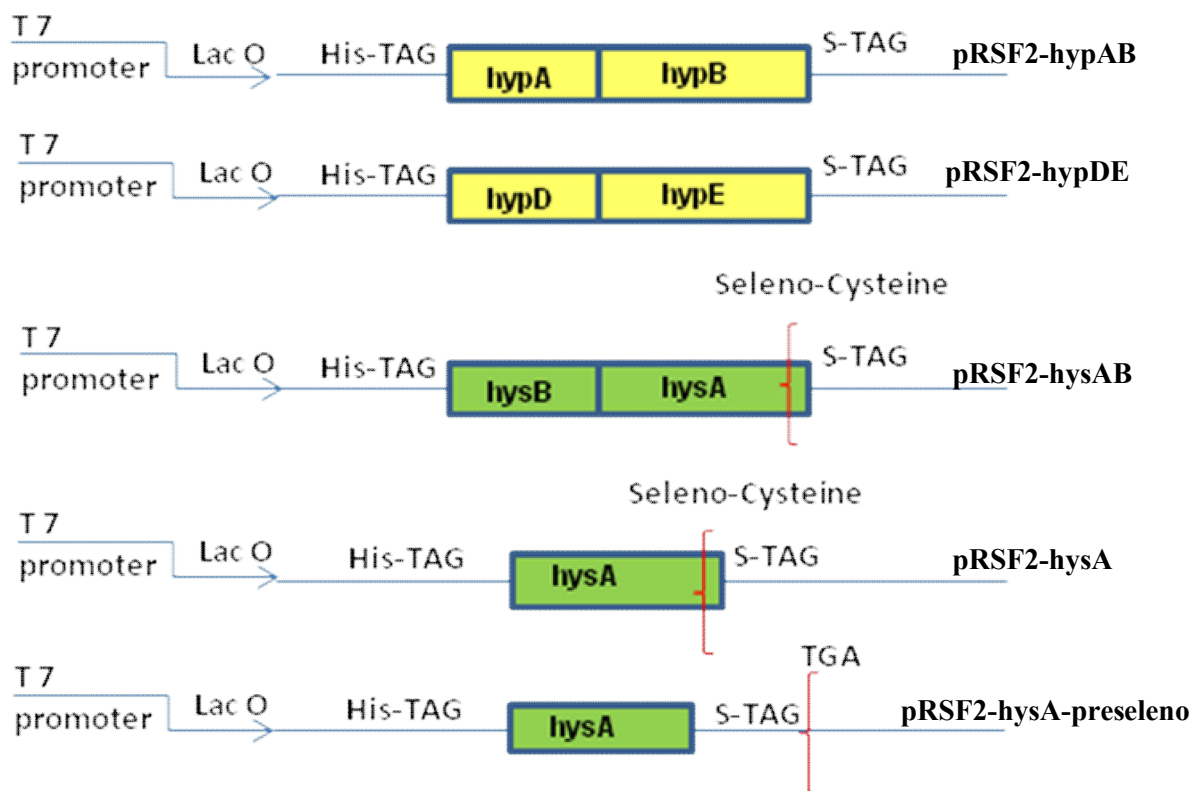 T 7
promoter
Lac O
His-TAG
hypA
hypB
S-TAG
pRSF2-hypAB
T 7
promoter
Lac O
His-TAG
hypD
hypE
S-TAG
pRSF2-hypDE
Seleno-Cysteine
T 7
promoter
Lac O
His-TAG
hysB
hysA
S-TAG
pRSF2-hysAB
Seleno-Cysteine
T 7
promoter
Lac O
His-TAG
hysA
S-TAG
pRSF2-hysA
TGA
T 7
promoter
Lac O
His-TAG
hysA
S-TAG
pRSF2-hysA-preseleno